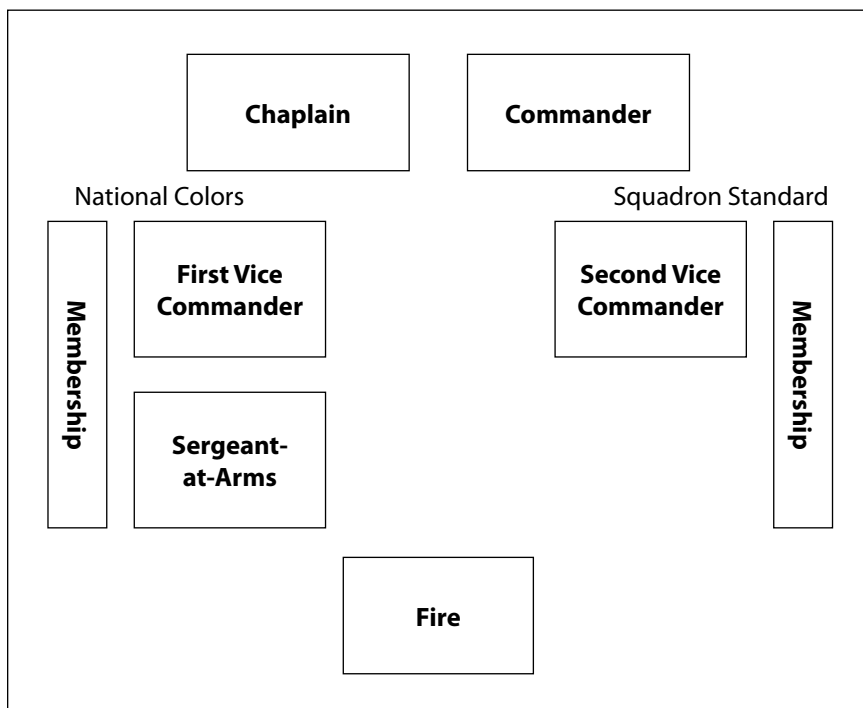 Chaplain
Commander
National Colors
Squadron Standard
Membership
First Vice
Commander
Second Vice
Commander
Membership
Sergeant-
at-Arms
Fire